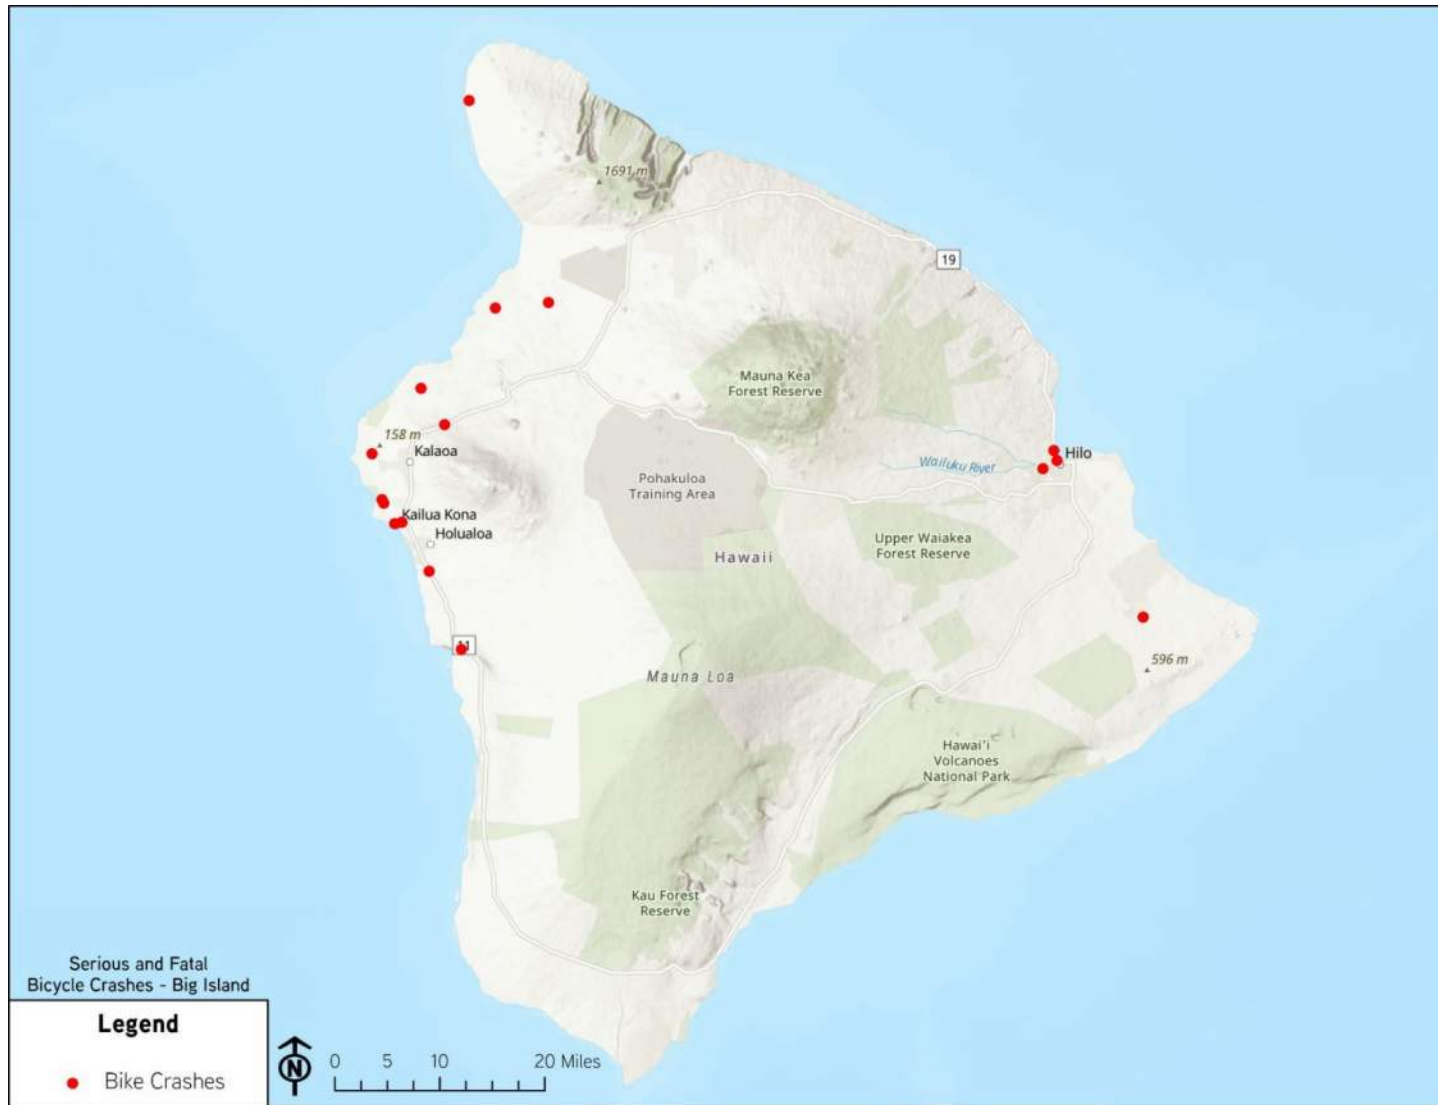 1691 m
19
Mauna Kea
Forest Reserve
158 m
Kalaoa
Hilo
Wailuku River
Pohakuloa
Training Area
Kailua Kona
Holualoa
Upper Waiakea
Forest Reserve
Hawaii
11
596 m
Mauna Loa
Hawai'i
Volcanoes
National Park
Kau Forest
Reserve
Serious and Fatal
Bicycle Crashes - Big Island
Legend
Bike Crashes
N
0 5 10 20 Miles